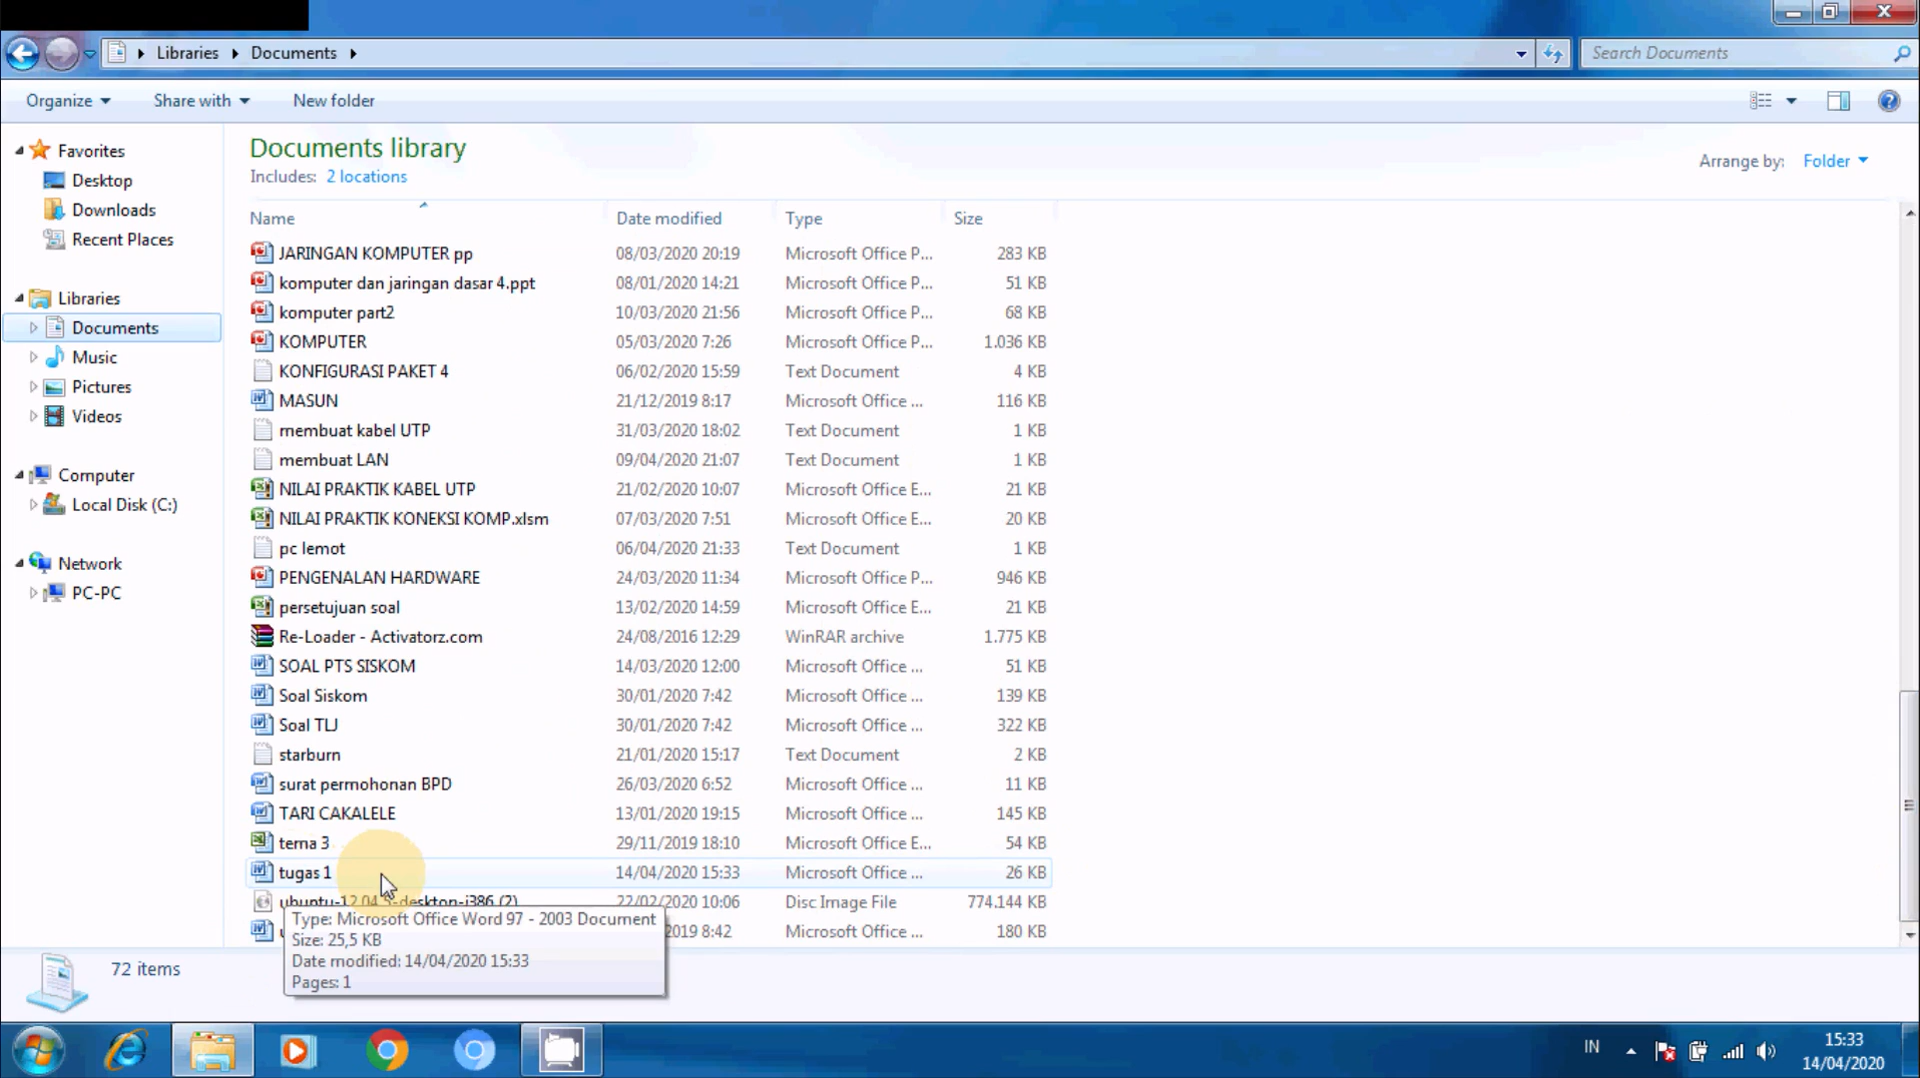 Libraries Documents Search Documents
Organize Share with New folder
Favorites
Desktop
Downloads
Recent Places
Libraries
Documents
Music
Pictures
Videos
Computer
Local Disk (C:)
Network
PC-PC
Documents library
Includes: 2 locations
Arrange by: Folder
Name Date modified Type Size
JARINGAN KOMPUTER pp 08/03/2020 20:19 Microsoft Office P... 283 KB
komputer dan jaringan dasar 4.ppt 08/01/2020 14:21 Microsoft Office P... 51 KB
komputer part2 10/03/2020 21:56 Microsoft Office P... 68 KB
KOMPUTER 05/03/2020 7:26 Microsoft Office P... 1.036 KB
KONFIGURASI PAKET 4 06/02/2020 15:59 Text Document 4 KB
MASUN 21/12/2019 8:17 Microsoft Office ... 116 KB
membuat kabel UTP 31/03/2020 18:02 Text Document 1 KB
membuat LAN 09/04/2020 21:07 Text Document 1 KB
NILAI PRAKTIK KABEL UTP 21/02/2020 10:07 Microsoft Office E... 21 KB
NILAI PRAKTIK KONEKSI KOMP.xlsm 07/03/2020 7:51 Microsoft Office E... 20 KB
pc lemot 06/04/2020 21:33 Text Document 1 KB
PENGENALAN HARDWARE 24/03/2020 11:34 Microsoft Office P... 946 KB
persetujuan soal 13/02/2020 14:59 Microsoft Office E... 21 KB
Re-Loader - Activatorz.com 24/08/2016 12:29 WinRAR archive 1.775 KB
SOAL PTS SISKOM 14/03/2020 12:00 Microsoft Office ... 51 KB
Soal Siskom 30/01/2020 7:42 Microsoft Office ... 139 KB
Soal TLJ 30/01/2020 7:42 Microsoft Office ... 322 KB
starburn 21/01/2020 15:17 Text Document 2 KB
surat permohonan BPD 26/03/2020 6:52 Microsoft Office ... 11 KB
TARI CAKALELE 13/01/2020 19:15 Microsoft Office ... 145 KB
tema 3 29/11/2019 18:10 Microsoft Office E... 54 KB
tugas 1 14/04/2020 15:33 Microsoft Office ... 26 KB
ubuntu-12.04.5-desktop-i386 (2) 22/02/2020 10:06 Disc Image File 774.144 KB
2019 8:42 Microsoft Office ... 180 KB
Type: Microsoft Office Word 97 - 2003 Document
Size: 25,5 KB
Date modified: 14/04/2020 15:33
Pages: 1
72 items
IN 15:33
14/04/2020